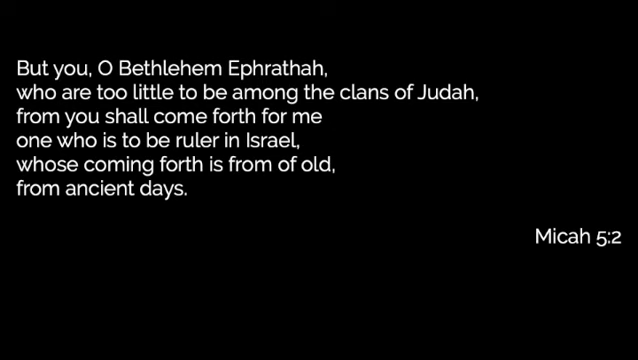 But you, O Bethlehem Ephrathah,
who are too little to be among the clans of Judah,
from you shall come forth for me
one who is to be ruler in Israel,
whose coming forth is from of old,
from ancient days.
Micah 5:2